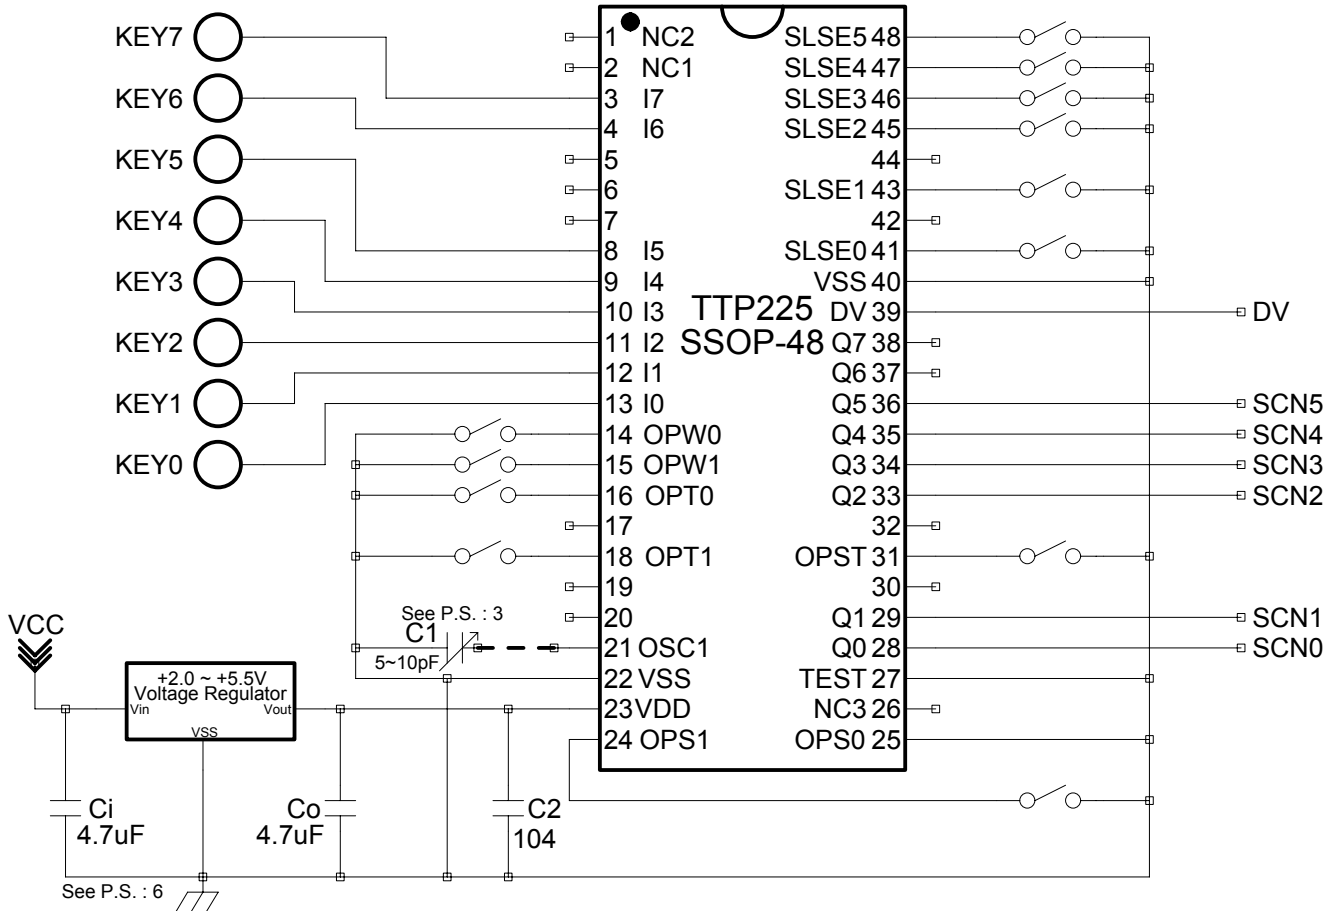 KEY7
KEY6
KEY5
KEY4
KEY3
KEY2
KEY1
KEY0
1 NC2
2 NC1
3 I7
4 I6
5
6
7
8 I5
9 I4
10 I3
11 I2
12 I1
13 I0
14 OPW0
15 OPW1
16 OPT0
17
18 OPT1
19
20
21 OSC1
22 VSS
23 VDD
24 OPS1
TTP225
SSOP-48
SLSE5 48
SLSE4 47
SLSE3 46
SLSE2 45
44
SLSE1 43
42
SLSE0 41
VSS 40
DV 39
Q7 38
Q6 37
Q5 36
Q4 35
Q3 34
Q2 33
32
OPST 31
30
Q1 29
Q0 28
TEST 27
NC3 26
OPS0 25
DV
SCN5
SCN4
SCN3
SCN2
SCN1
SCN0
See P.S. : 3
C1
5~10pF
VCC
+2.0 ~ +5.5V
Voltage Regulator
Vin Vout
VSS
Ci
4.7uF
Co
4.7uF
C2
104
See P.S. : 6